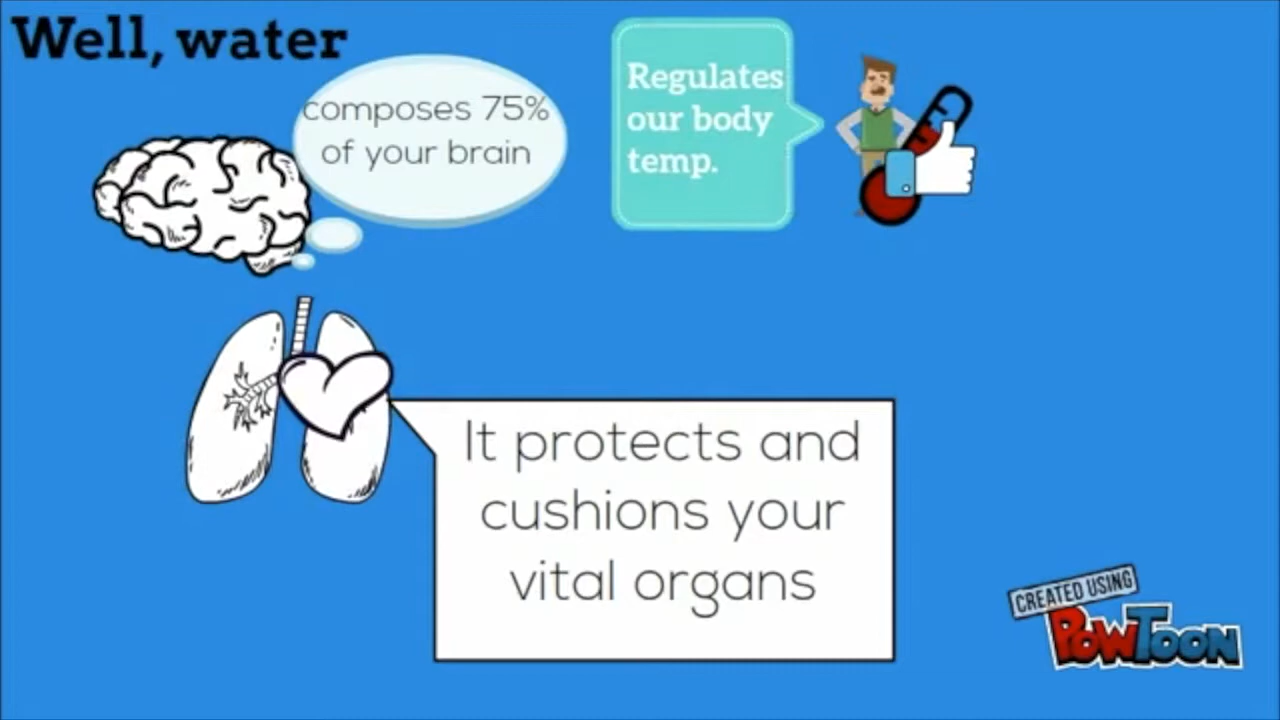 Well, water
composes 75%
of your brain
Regulates
our body
temp.
It protects and
cushions your
vital organs
CREATED USING
POWTOON